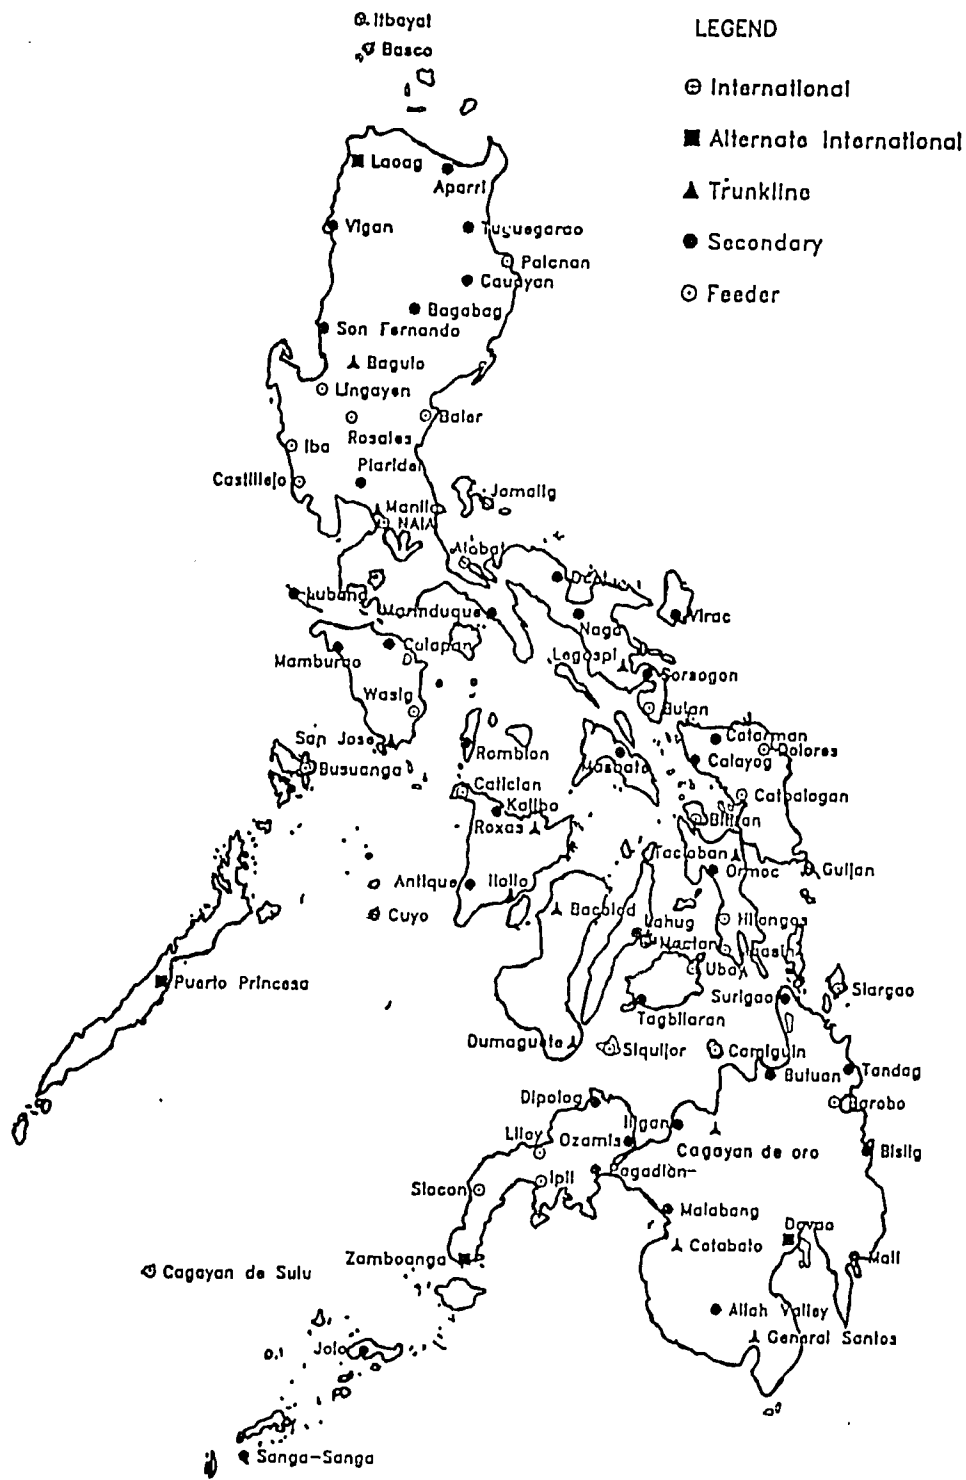 Itbayat
LEGEND
Basco
International
Alternate International
Laoag
Aparri
Trunkline
Vigan
Tuguegarao
Secondary
Palanan
Cauayan
Feeder
Bagabag
San Fernando
Baguio
Lingayen
Baler
Rosales
Iba
Plaridel
Castillejo
Jomalig
Manila
NAIA
Alabat
Lubang
Marinduque
Virac
Naga
Calapan
Mamburao
Legospi
Sorsogon
Wasig
Bulan
San Jose
Catarman
Romblon
Dolores
Masbate
Calayog
Busuanga
Caticlan
Catbalogan
Kalibo
Biliran
Roxas
Tacloban
Ormoc
Guijan
Antique
Iloilo
Bacolod
Cuyo
Hilangos
Lahug
Mactan
Maasin
Ubay
Puerto Princesa
Siargao
Surigao
Tagbilaran
Dumaguete
Siquijor
Camiguin
Butuan
Tandag
Dipolog
Barobo
Iligan
Liloy
Ozamis
Cagayan de oro
Bislig
Pagadian
Ipil
Siocon
Malabang
Davao
Cotabato
Zamboanga
Mati
Cagayan de Sulu
Allah Valley
General Santos
Jolo
Sanga-Sanga